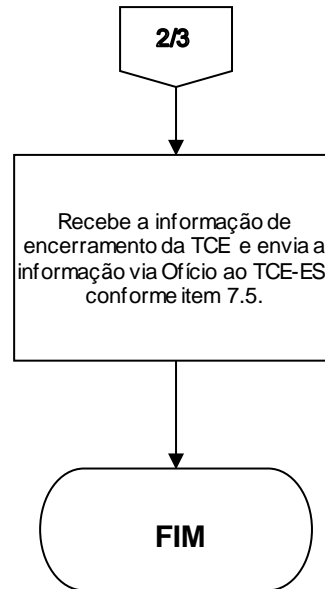 2/3
Recebe a informação de
encerramento da TCE e envia a
informação via Ofício ao TCE-ES
conforme item 7.5.
FIM